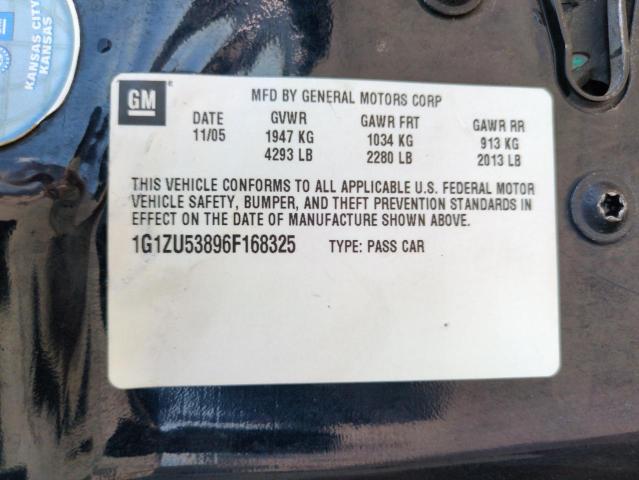 KANSAS CITY
KANSAS
GM
MFD BY GENERAL MOTORS CORP
DATE GVWR GAWR FRT GAWR RR
11/05 1947 KG 1034 KG 913 KG
4293 LB 2280 LB 2013 LB
THIS VEHICLE CONFORMS TO ALL APPLICABLE U.S. FEDERAL MOTOR
VEHICLE SAFETY, BUMPER, AND THEFT PREVENTION STANDARDS IN
EFFECT ON THE DATE OF MANUFACTURE SHOWN ABOVE.
1G1ZU53896F168325 TYPE: PASS CAR